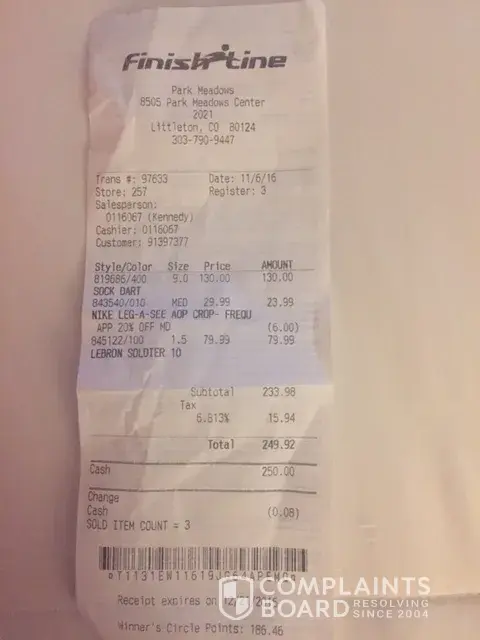 Finish Line
Park Meadows
8505 Park Meadows Center
2021
Littleton, CO 80124
303-790-9447
Trans #: 97633 Date: 11/6/16
Store: 257 Register: 3
Salesperson:
0116067 (Kennedy)
Cashier: 0116067
Customer: 91397377
Style/Color Size Price AMOUNT
819686/400 9.0 130.00 130.00
SOCK DART
843540/010 MED 29.99 23.99
NIKE LEG-A-SEE AOP CROP- FREQU
APP 20% OFF MD (6.00)
845122/100 1.5 79.99 79.99
LEBRON SOLDIER 10
Subtotal 233.98
Tax
6.813% 15.94
Total 249.92
Cash 250.00
Change
Cash (0.08)
SOLD ITEM COUNT = 3
Receipt expires on
Winner's Circle Points: 186.46
COMPLAINTS
BOARD RESOLVING
SINCE 2004